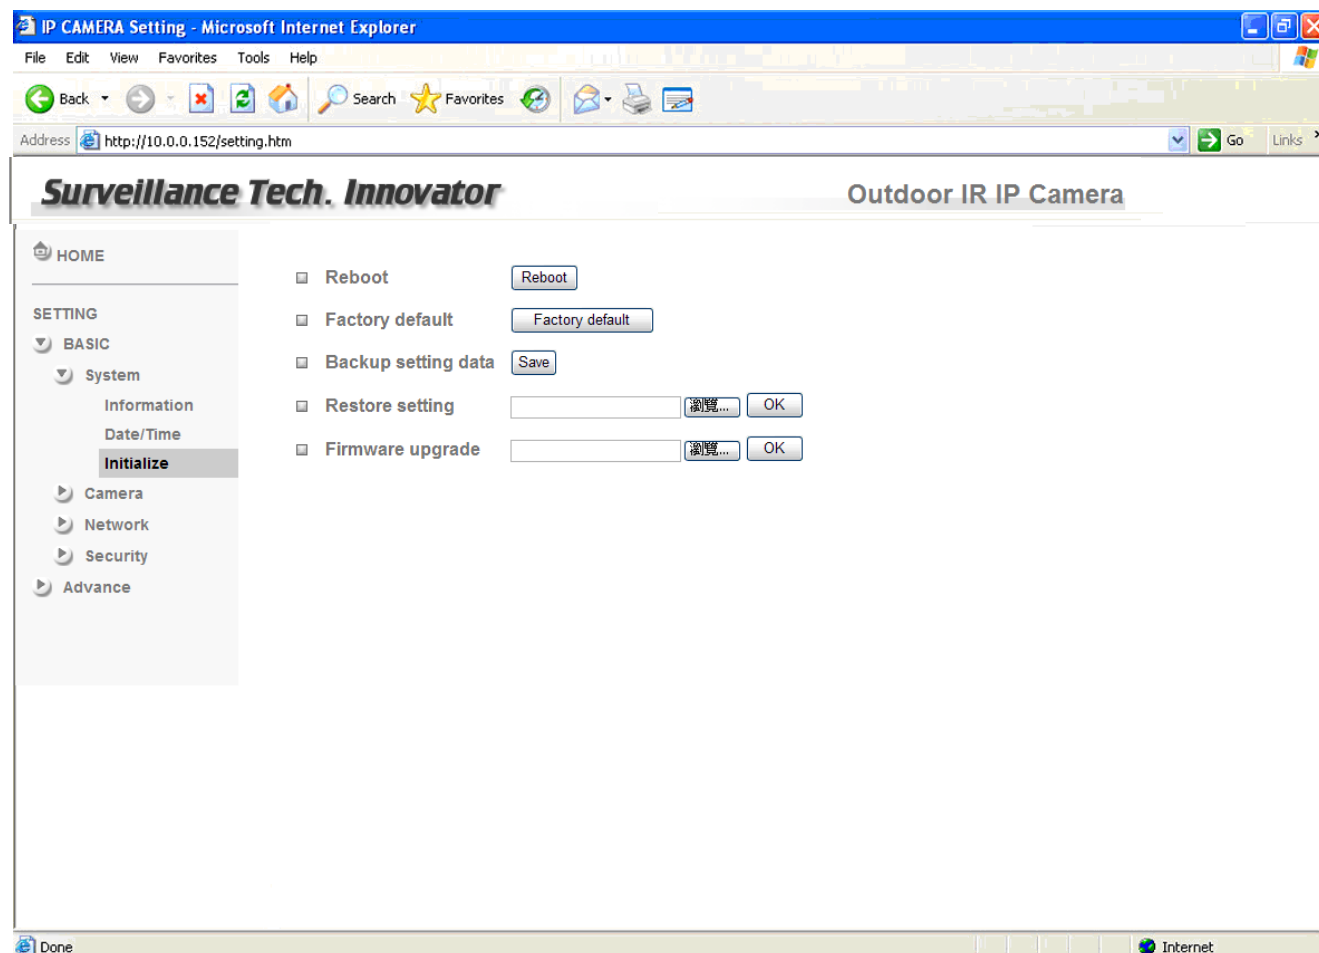 IP CAMERA Setting - Microsoft Internet Explorer
File Edit View Favorites Tools Help
Back Search Favorites
Address http://10.0.0.152/setting.htm Go Links
Surveillance Tech. Innovator
Outdoor IR IP Camera
HOME
SETTING
BASIC
System
Information
Date/Time
Initialize
Camera
Network
Security
Advance
Reboot Reboot
Factory default Factory default
Backup setting data Save
Restore setting 瀏覽... OK
Firmware upgrade 瀏覽... OK
Done Internet